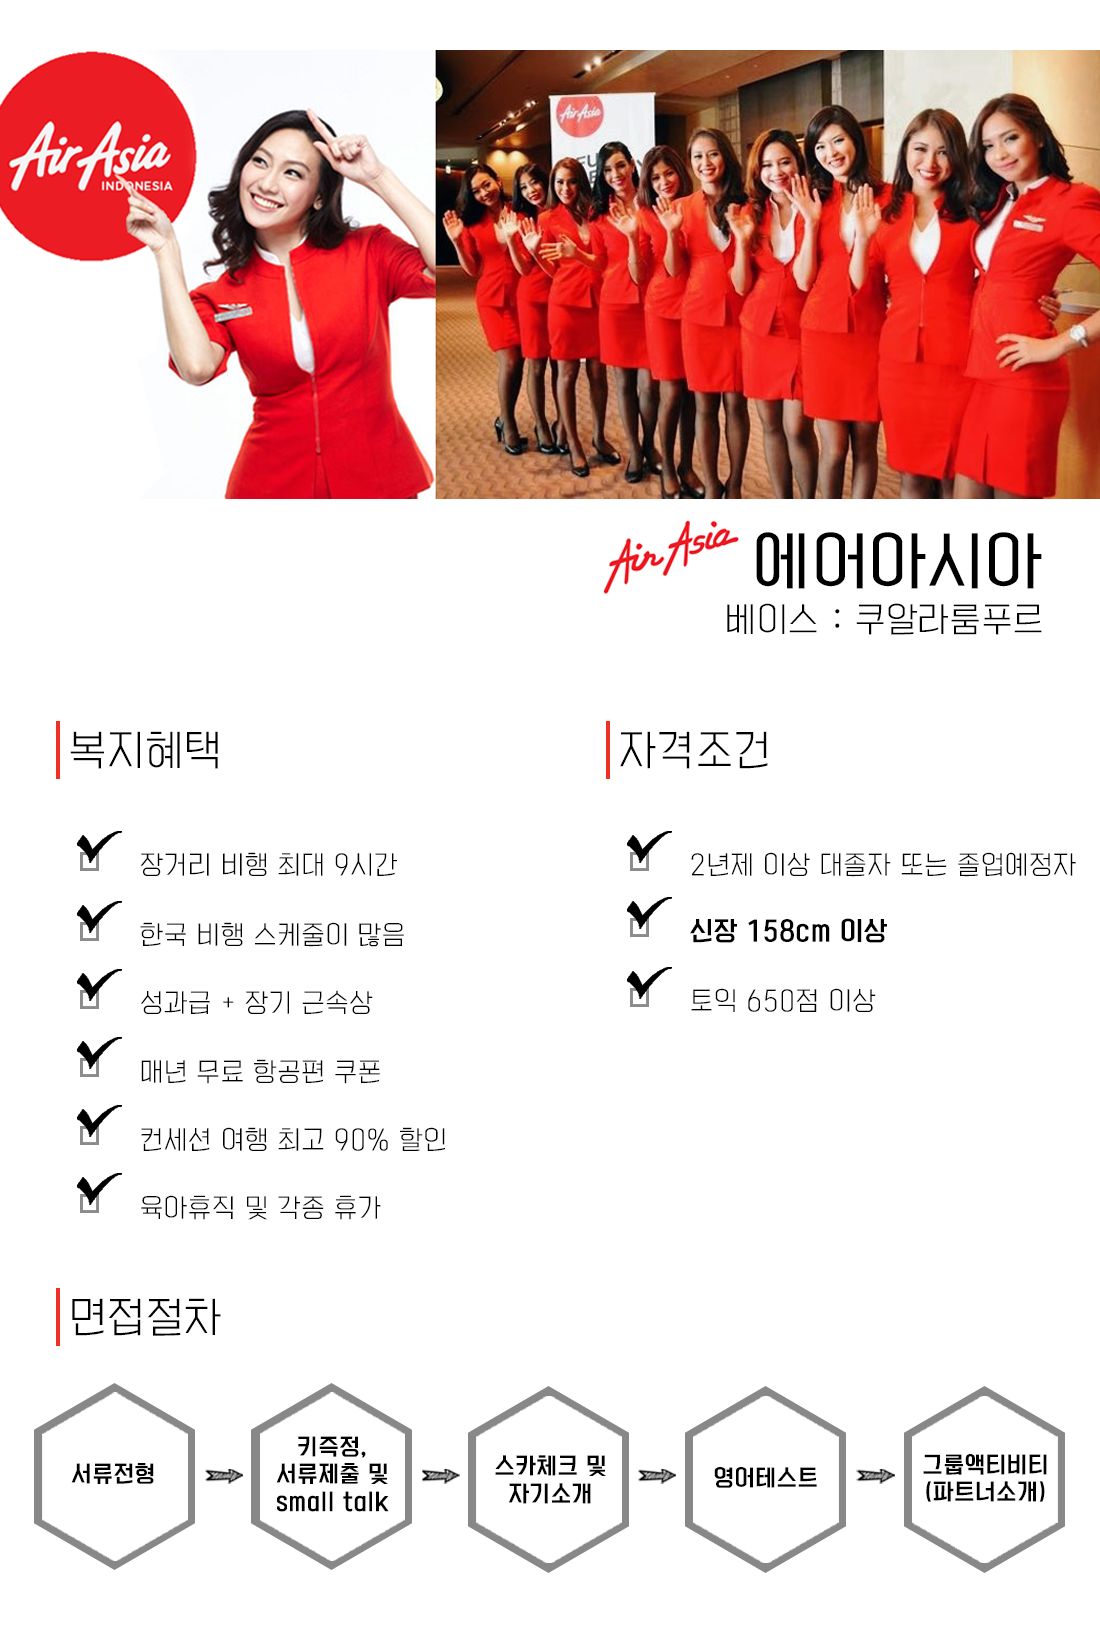 AirAsia
INDONESIA
AirAsia
AirAsia 에어아시아
베이스 : 쿠알라룸푸르
복지혜택
장거리 비행 최대 9시간
한국 비행 스케줄이 많음
성과급 + 장기 근속상
매년 무료 항공편 쿠폰
컨세션 여행 최고 90% 할인
육아휴직 및 각종 휴가
자격조건
2년제 이상 대졸자 또는 졸업예정자
신장 158cm 이상
토익 650점 이상
면접절차
서류전형
키즉정,
서류제출 및
small talk
스카체크 및
자기소개
영어테스트
그룹액티비티
(파트너소개)